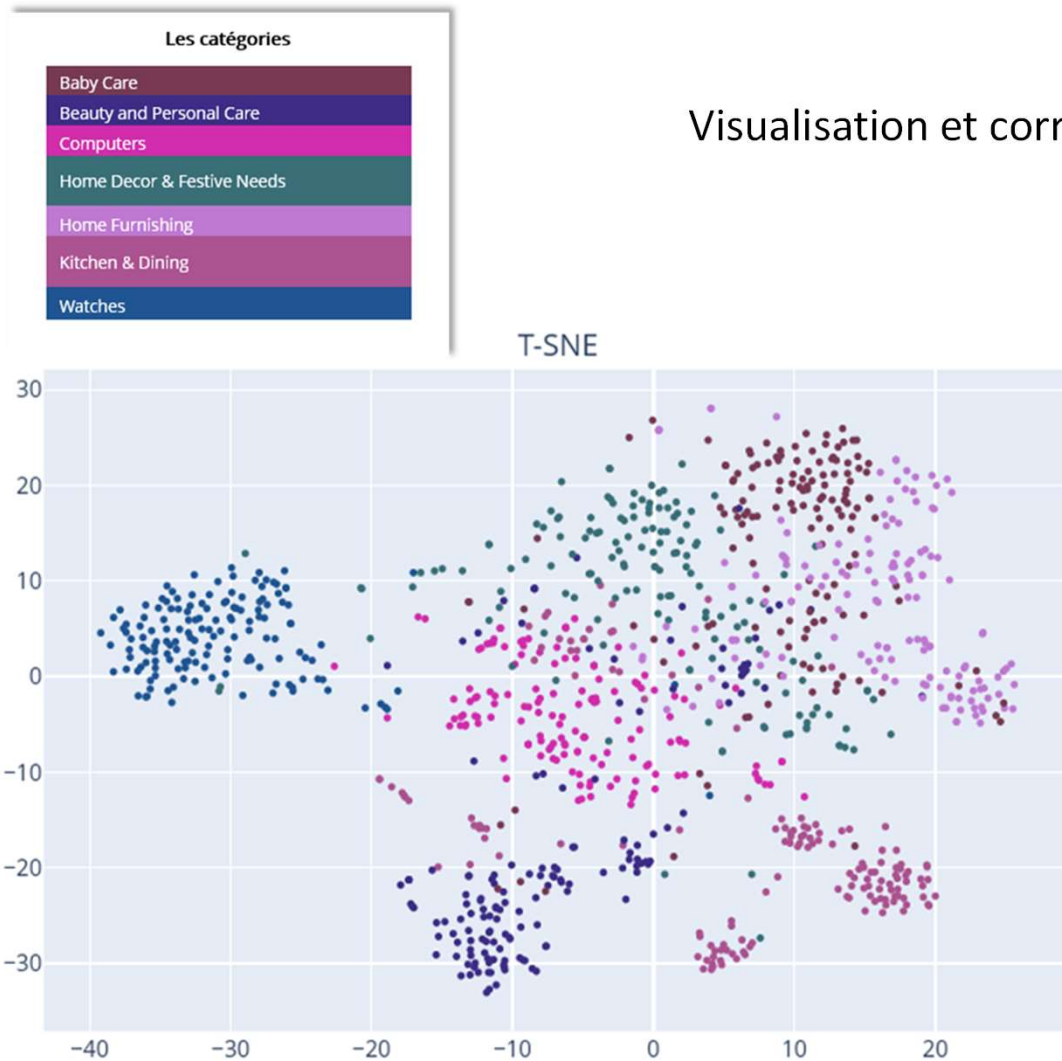 Les catégories
Baby Care
Beauty and Personal Care
Computers
Home Decor & Festive Needs
Home Furnishing
Kitchen & Dining
Watches
Visualisation et corr
T-SNE
30
20
10
0
−10
−20
−30
−40 −30 −20 −10 0 10 20